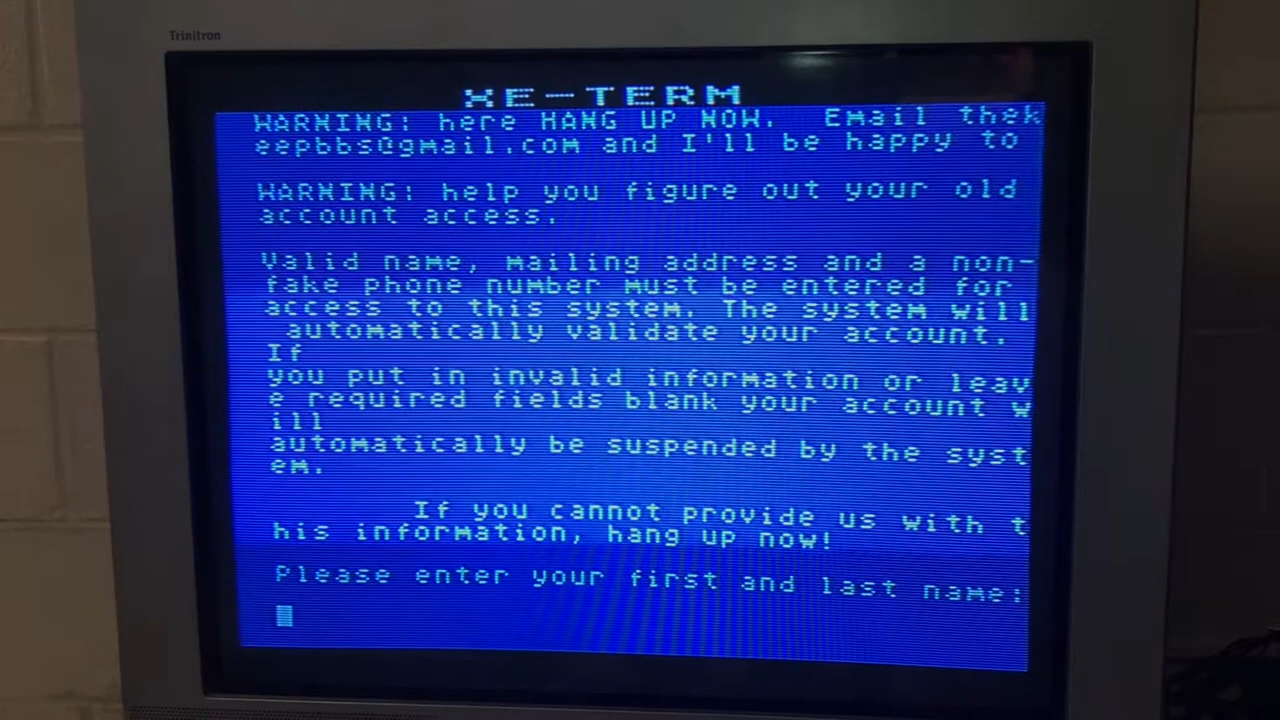 Trinitron
XE-TERM
WARNING: here HANG UP NOW.  Email thek
eepbbs@gmail.com and I'll be happy to
WARNING: help you figure out your old
account access.
Valid name, mailing address and a non-
fake phone number must be entered for
access to this system. The system will
automatically validate your account.
If
you put in invalid information or leav
e required fields blank your account w
ill
automatically be suspended by the syst
em.
If you cannot provide us with t
his information, hang up now!
Please enter your first and last name: